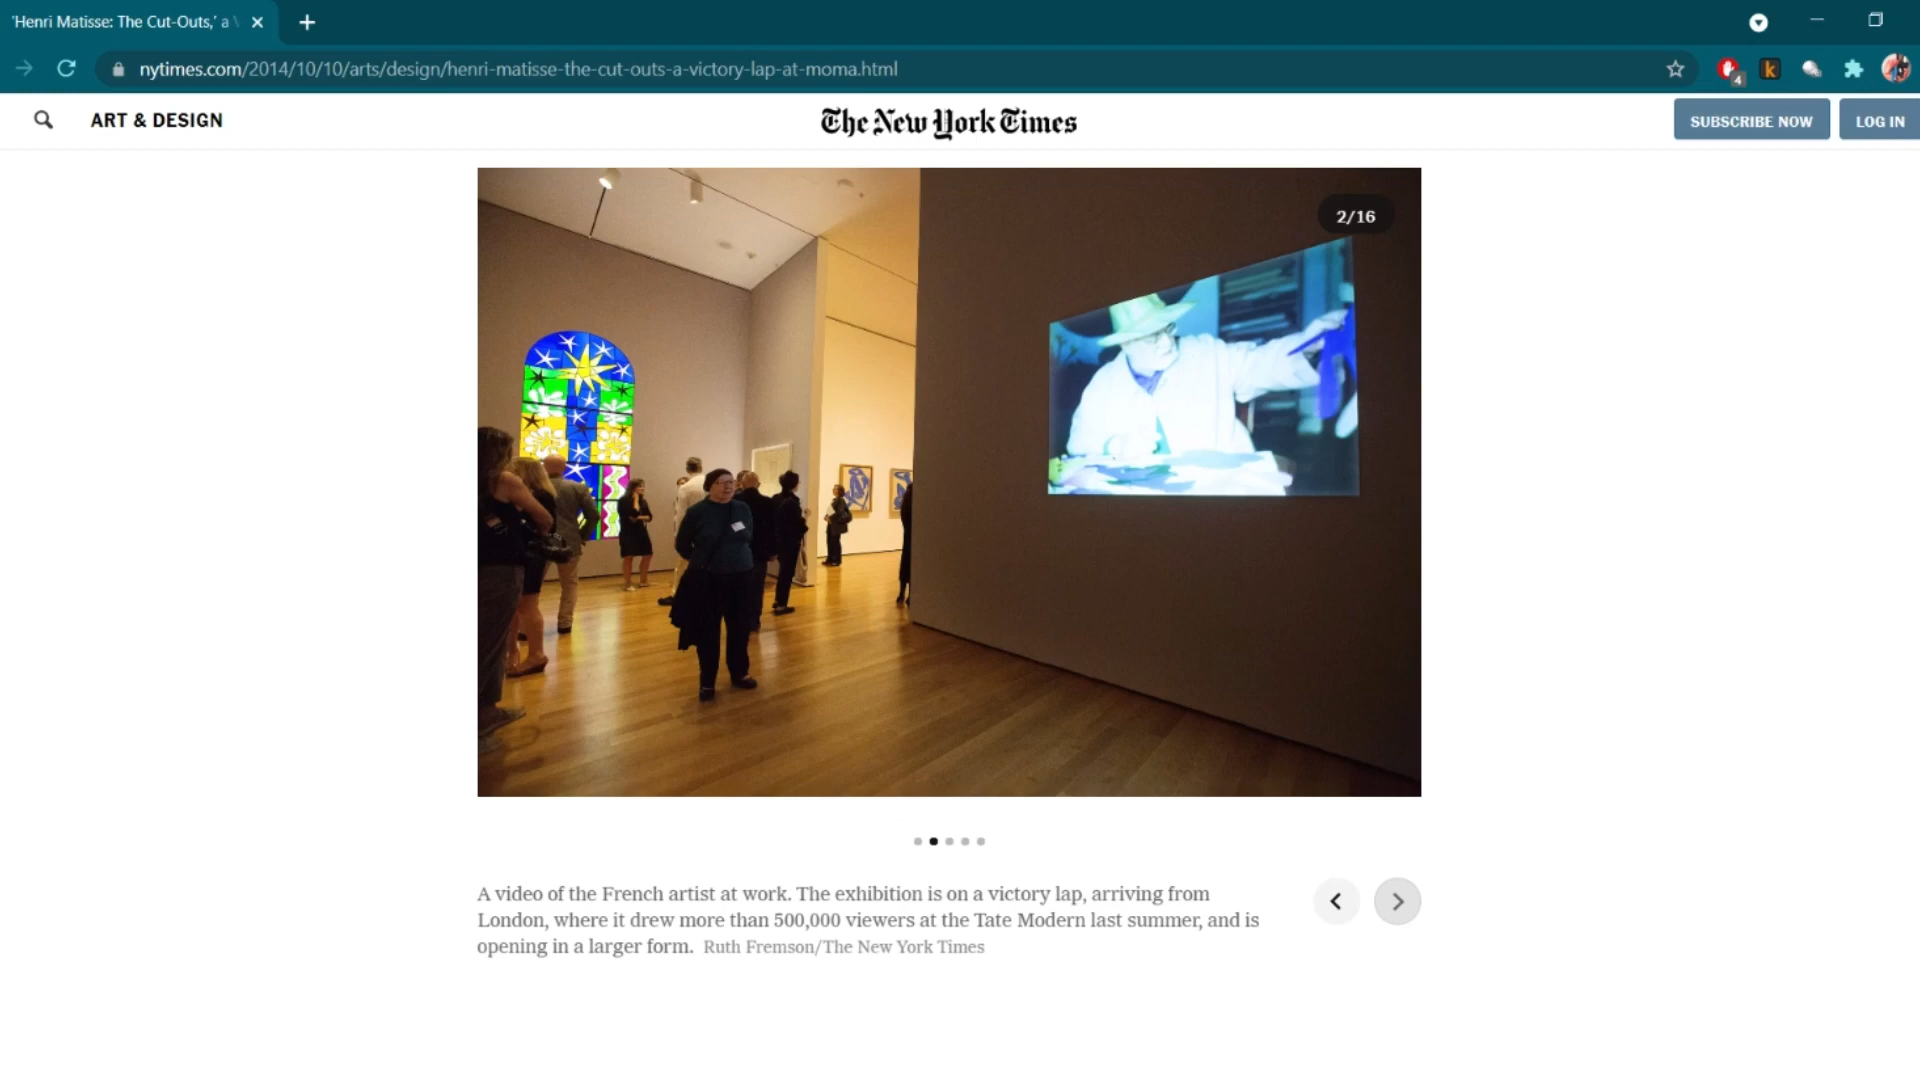 'Henri Matisse: The Cut-Outs,' a
nytimes.com/2014/10/10/arts/design/henri-matisse-the-cut-outs-a-victory-lap-at-moma.html
4
k
ART & DESIGN
The New York Times
SUBSCRIBE NOW
LOG IN
2/16
A video of the French artist at work. The exhibition is on a victory lap, arriving from
London, where it drew more than 500,000 viewers at the Tate Modern last summer, and is
opening in a larger form. Ruth Fremson/The New York Times